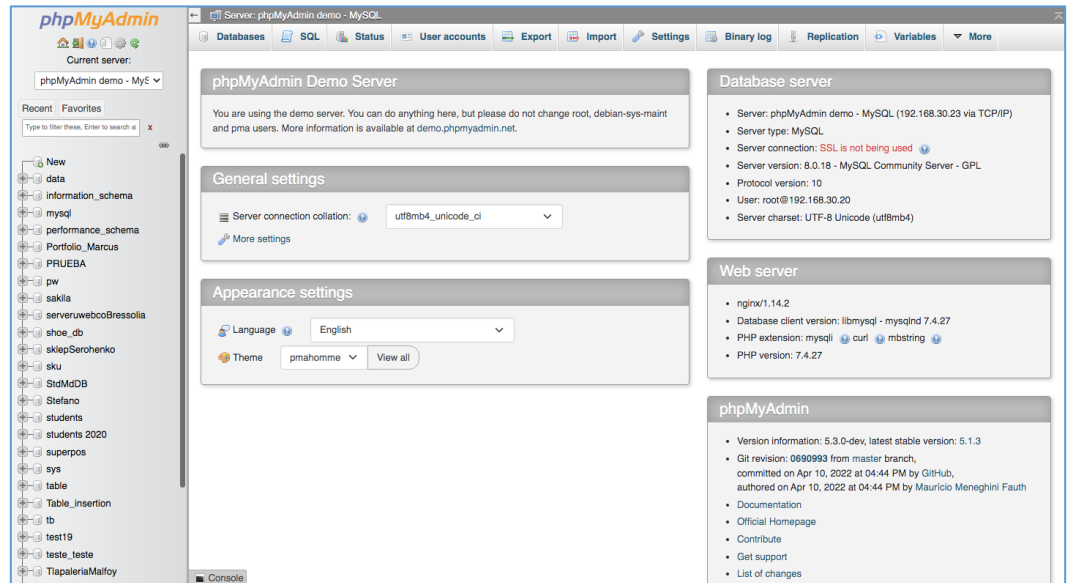 phpMyAdmin
Current server:
phpMyAdmin demo - MyS
Recent Favorites
Type to filter these, Enter to search al X
New
data
information_schema
mysql
performance_schema
Portfolio_Marcus
PRUEBA
pw
sakila
serveruwebcoBressolia
shoe_db
sklepSerohenko
sku
StdMdDB
Stefano
students
students 2020
superpos
sys
table
Table_insertion
tb
test19
teste_teste
TlapaleriaMalfoy
Server: phpMyAdmin demo - MySQL
Databases SQL Status User accounts Export Import Settings Binary log Replication Variables More
phpMyAdmin Demo Server
You are using the demo server. You can do anything here, but please do not change root, debian-sys-maint
and pma users. More information is available at demo.phpmyadmin.net.
General settings
Server connection collation: utf8mb4_unicode_ci
More settings
Appearance settings
Language English
Theme pmahomme View all
Console
Database server
Server: phpMyAdmin demo - MySQL (192.168.30.23 via TCP/IP)
Server type: MySQL
Server connection: SSL is not being used
Server version: 8.0.18 - MySQL Community Server - GPL
Protocol version: 10
User: root@192.168.30.20
Server charset: UTF-8 Unicode (utf8mb4)
Web server
nginx/1.14.2
Database client version: libmysql - mysqlnd 7.4.27
PHP extension: mysqli curl mbstring
PHP version: 7.4.27
phpMyAdmin
Version information: 5.3.0-dev, latest stable version: 5.1.3
Git revision: 0690993 from master branch,
committed on Apr 10, 2022 at 04:44 PM by GitHub,
authored on Apr 10, 2022 at 04:44 PM by Maurício Meneghini Fauth
Documentation
Official Homepage
Contribute
Get support
List of changes